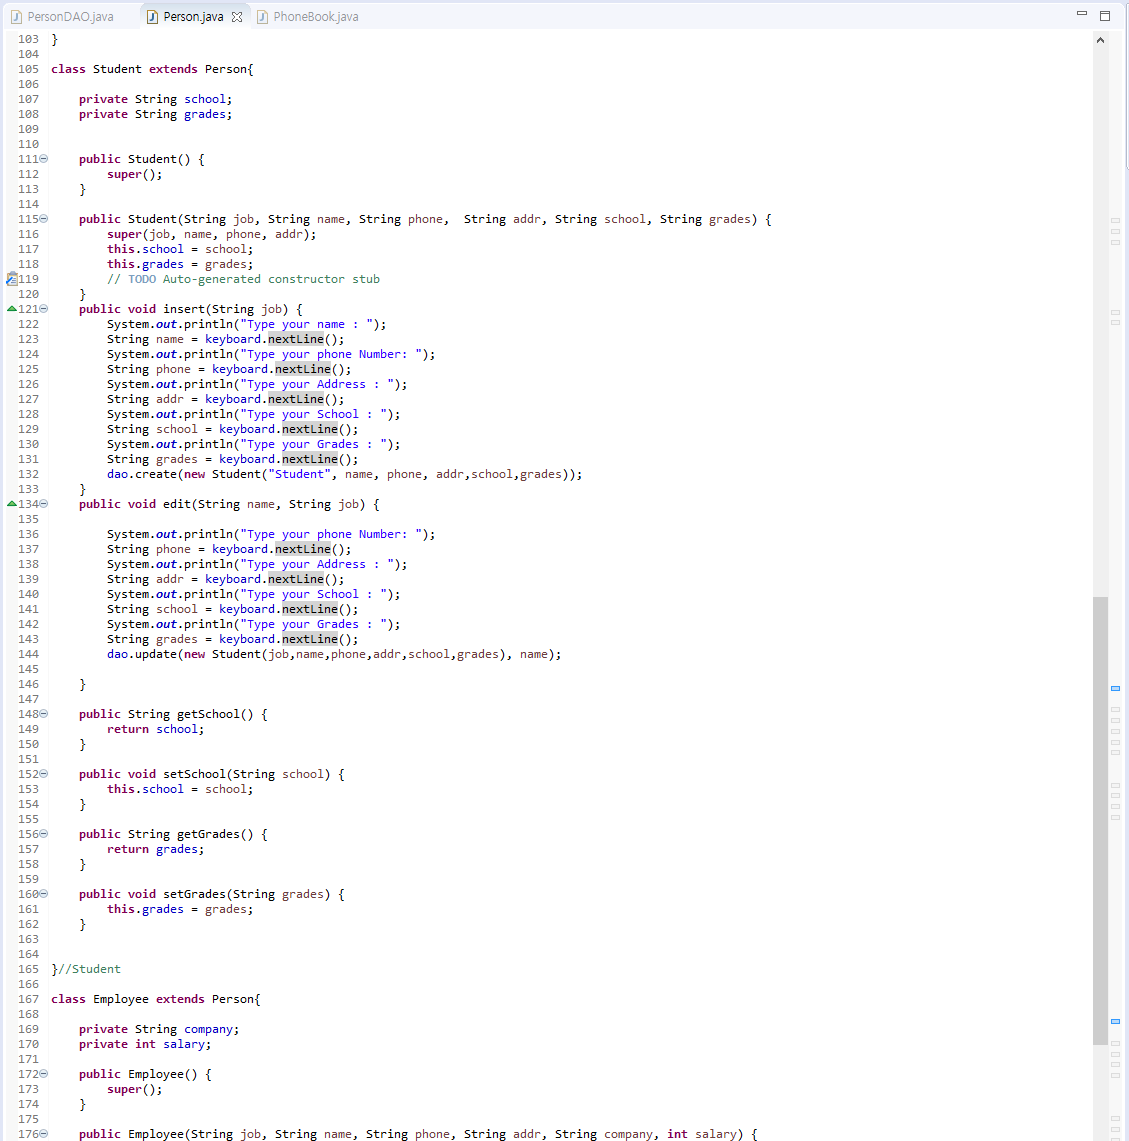 PersonDAO.java Person.java PhoneBook.java
103 }
104
105 class Student extends Person{
106
107 private String school;
108 private String grades;
109
110
111 public Student() {
112 super();
113 }
114
115 public Student(String job, String name, String phone,  String addr, String school, String grades) {
116 super(job, name, phone, addr);
117 this.school = school;
118 this.grades = grades;
119 // TODO Auto-generated constructor stub
120 }
121 public void insert(String job) {
122 System.out.println("Type your name : ");
123 String name = keyboard.nextLine();
124 System.out.println("Type your phone Number: ");
125 String phone = keyboard.nextLine();
126 System.out.println("Type your Address : ");
127 String addr = keyboard.nextLine();
128 System.out.println("Type your School : ");
129 String school = keyboard.nextLine();
130 System.out.println("Type your Grades : ");
131 String grades = keyboard.nextLine();
132 dao.create(new Student("Student", name, phone, addr,school,grades));
133 }
134 public void edit(String name, String job) {
135
136 System.out.println("Type your phone Number: ");
137 String phone = keyboard.nextLine();
138 System.out.println("Type your Address : ");
139 String addr = keyboard.nextLine();
140 System.out.println("Type your School : ");
141 String school = keyboard.nextLine();
142 System.out.println("Type your Grades : ");
143 String grades = keyboard.nextLine();
144 dao.update(new Student(job,name,phone,addr,school,grades), name);
145
146 }
147
148 public String getSchool() {
149 return school;
150 }
151
152 public void setSchool(String school) {
153 this.school = school;
154 }
155
156 public String getGrades() {
157 return grades;
158 }
159
160 public void setGrades(String grades) {
161 this.grades = grades;
162 }
163
164
165 }//Student
166
167 class Employee extends Person{
168
169 private String company;
170 private int salary;
171
172 public Employee() {
173 super();
174 }
175
176 public Employee(String job, String name, String phone, String addr, String company, int salary) {